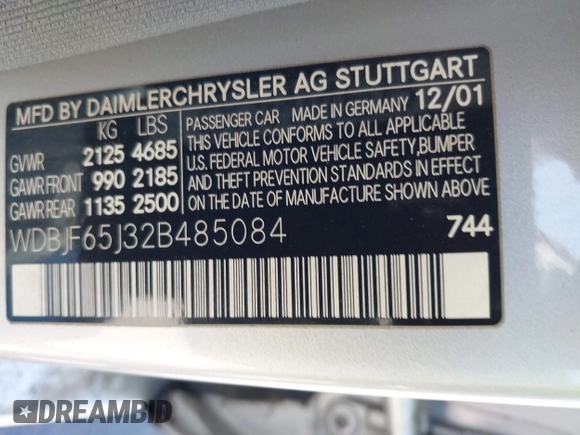 MFD BY DAIMLERCHRYSLER AG STUTTGART
KG LBS
GVWR 2125 4685
GAWR FRONT 990 2185
GAWR REAR 1135 2500
PASSENGER CAR MADE IN GERMANY 12/01
THIS VEHICLE CONFORMS TO ALL APPLICABLE
U.S. FEDERAL MOTOR VEHICLE SAFETY, BUMPER
AND THEFT PREVENTION STANDARDS IN EFFECT
ON THE DATE OF MANUFACTURE SHOWN ABOVE.
WDBJF65J32B485084 744
DREAMBID